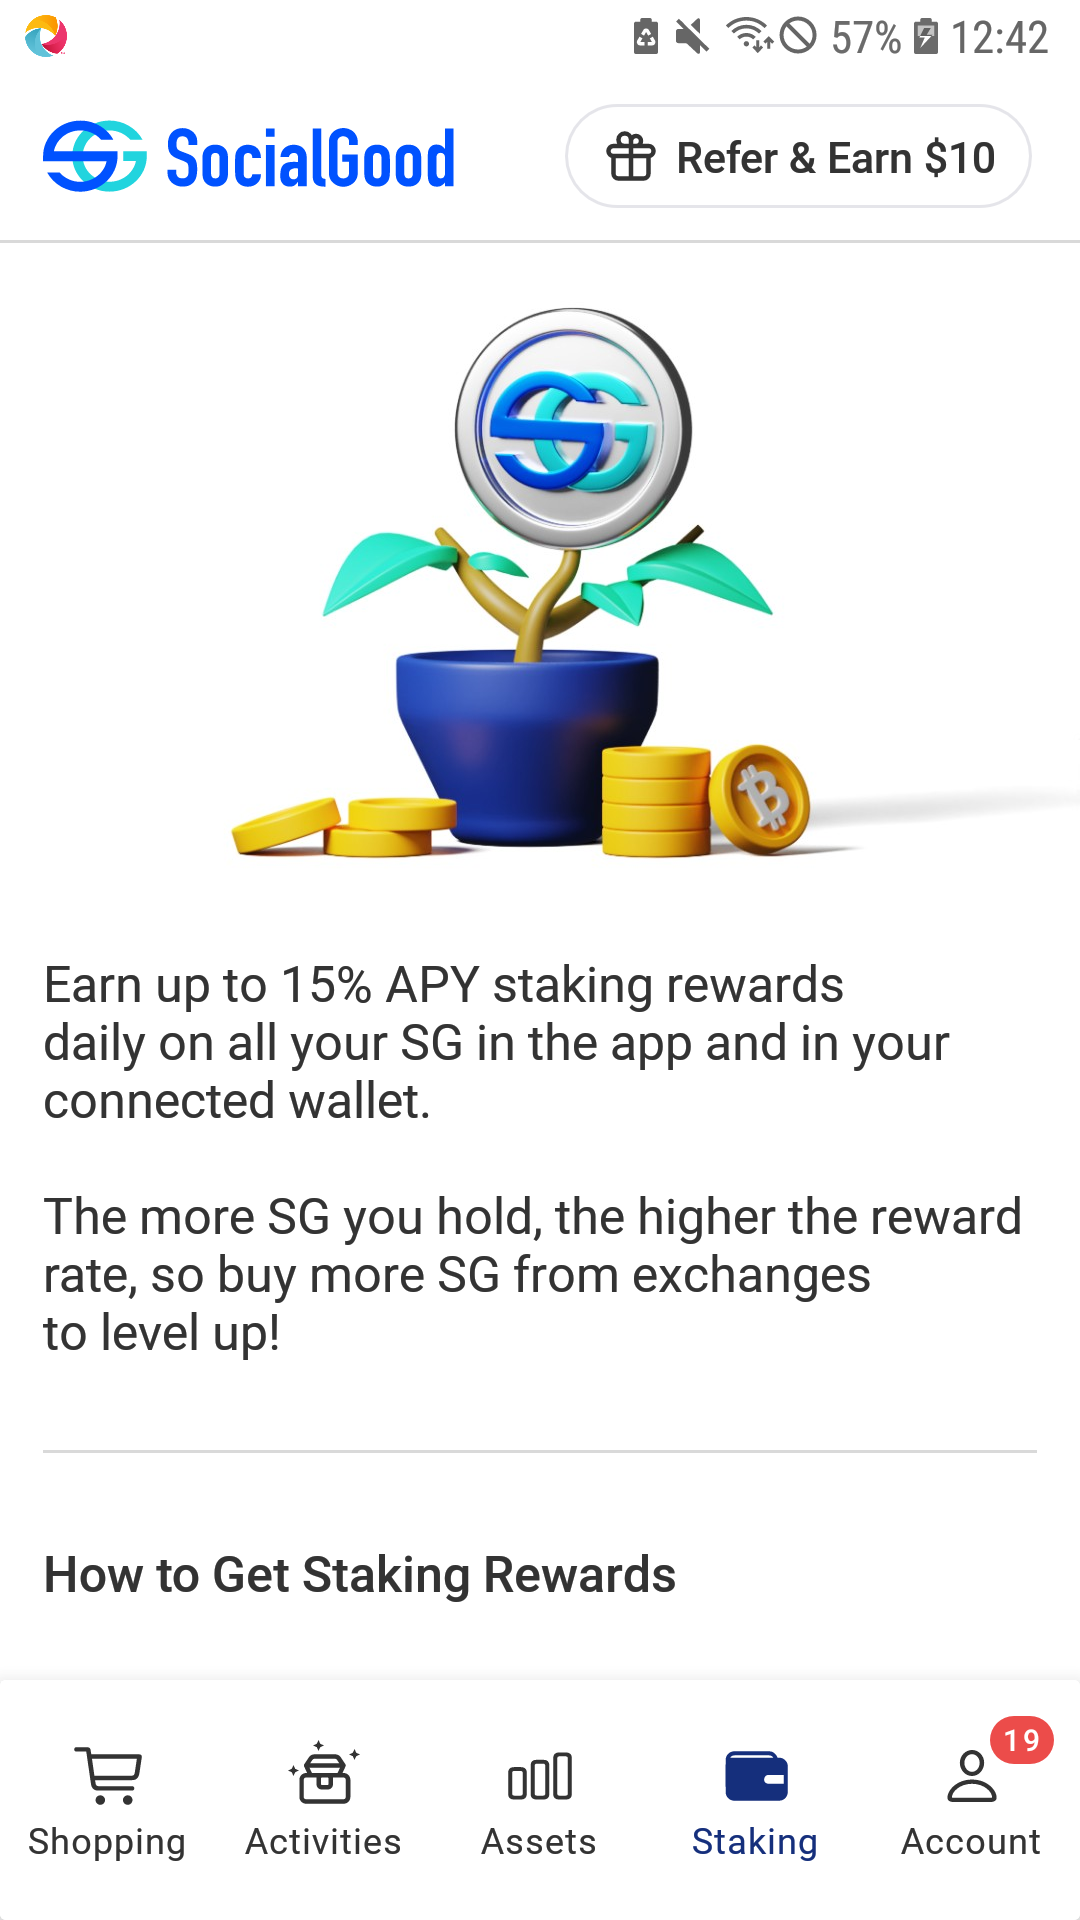 57% 12:42
SocialGood
Refer & Earn $10
Earn up to 15% APY staking rewards
daily on all your SG in the app and in your
connected wallet.
The more SG you hold, the higher the reward
rate, so buy more SG from exchanges
to level up!
How to Get Staking Rewards
19
Shopping Activities Assets Staking Account